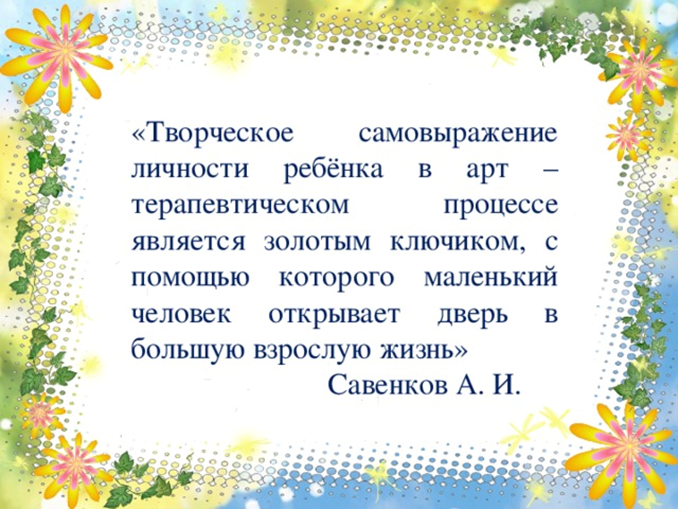 «Творческое самовыражение
личности ребёнка в арт –
терапевтическом процессе
является золотым ключиком, с
помощью которого маленький
человек открывает дверь в
большую взрослую жизнь»
Савенков А. И.